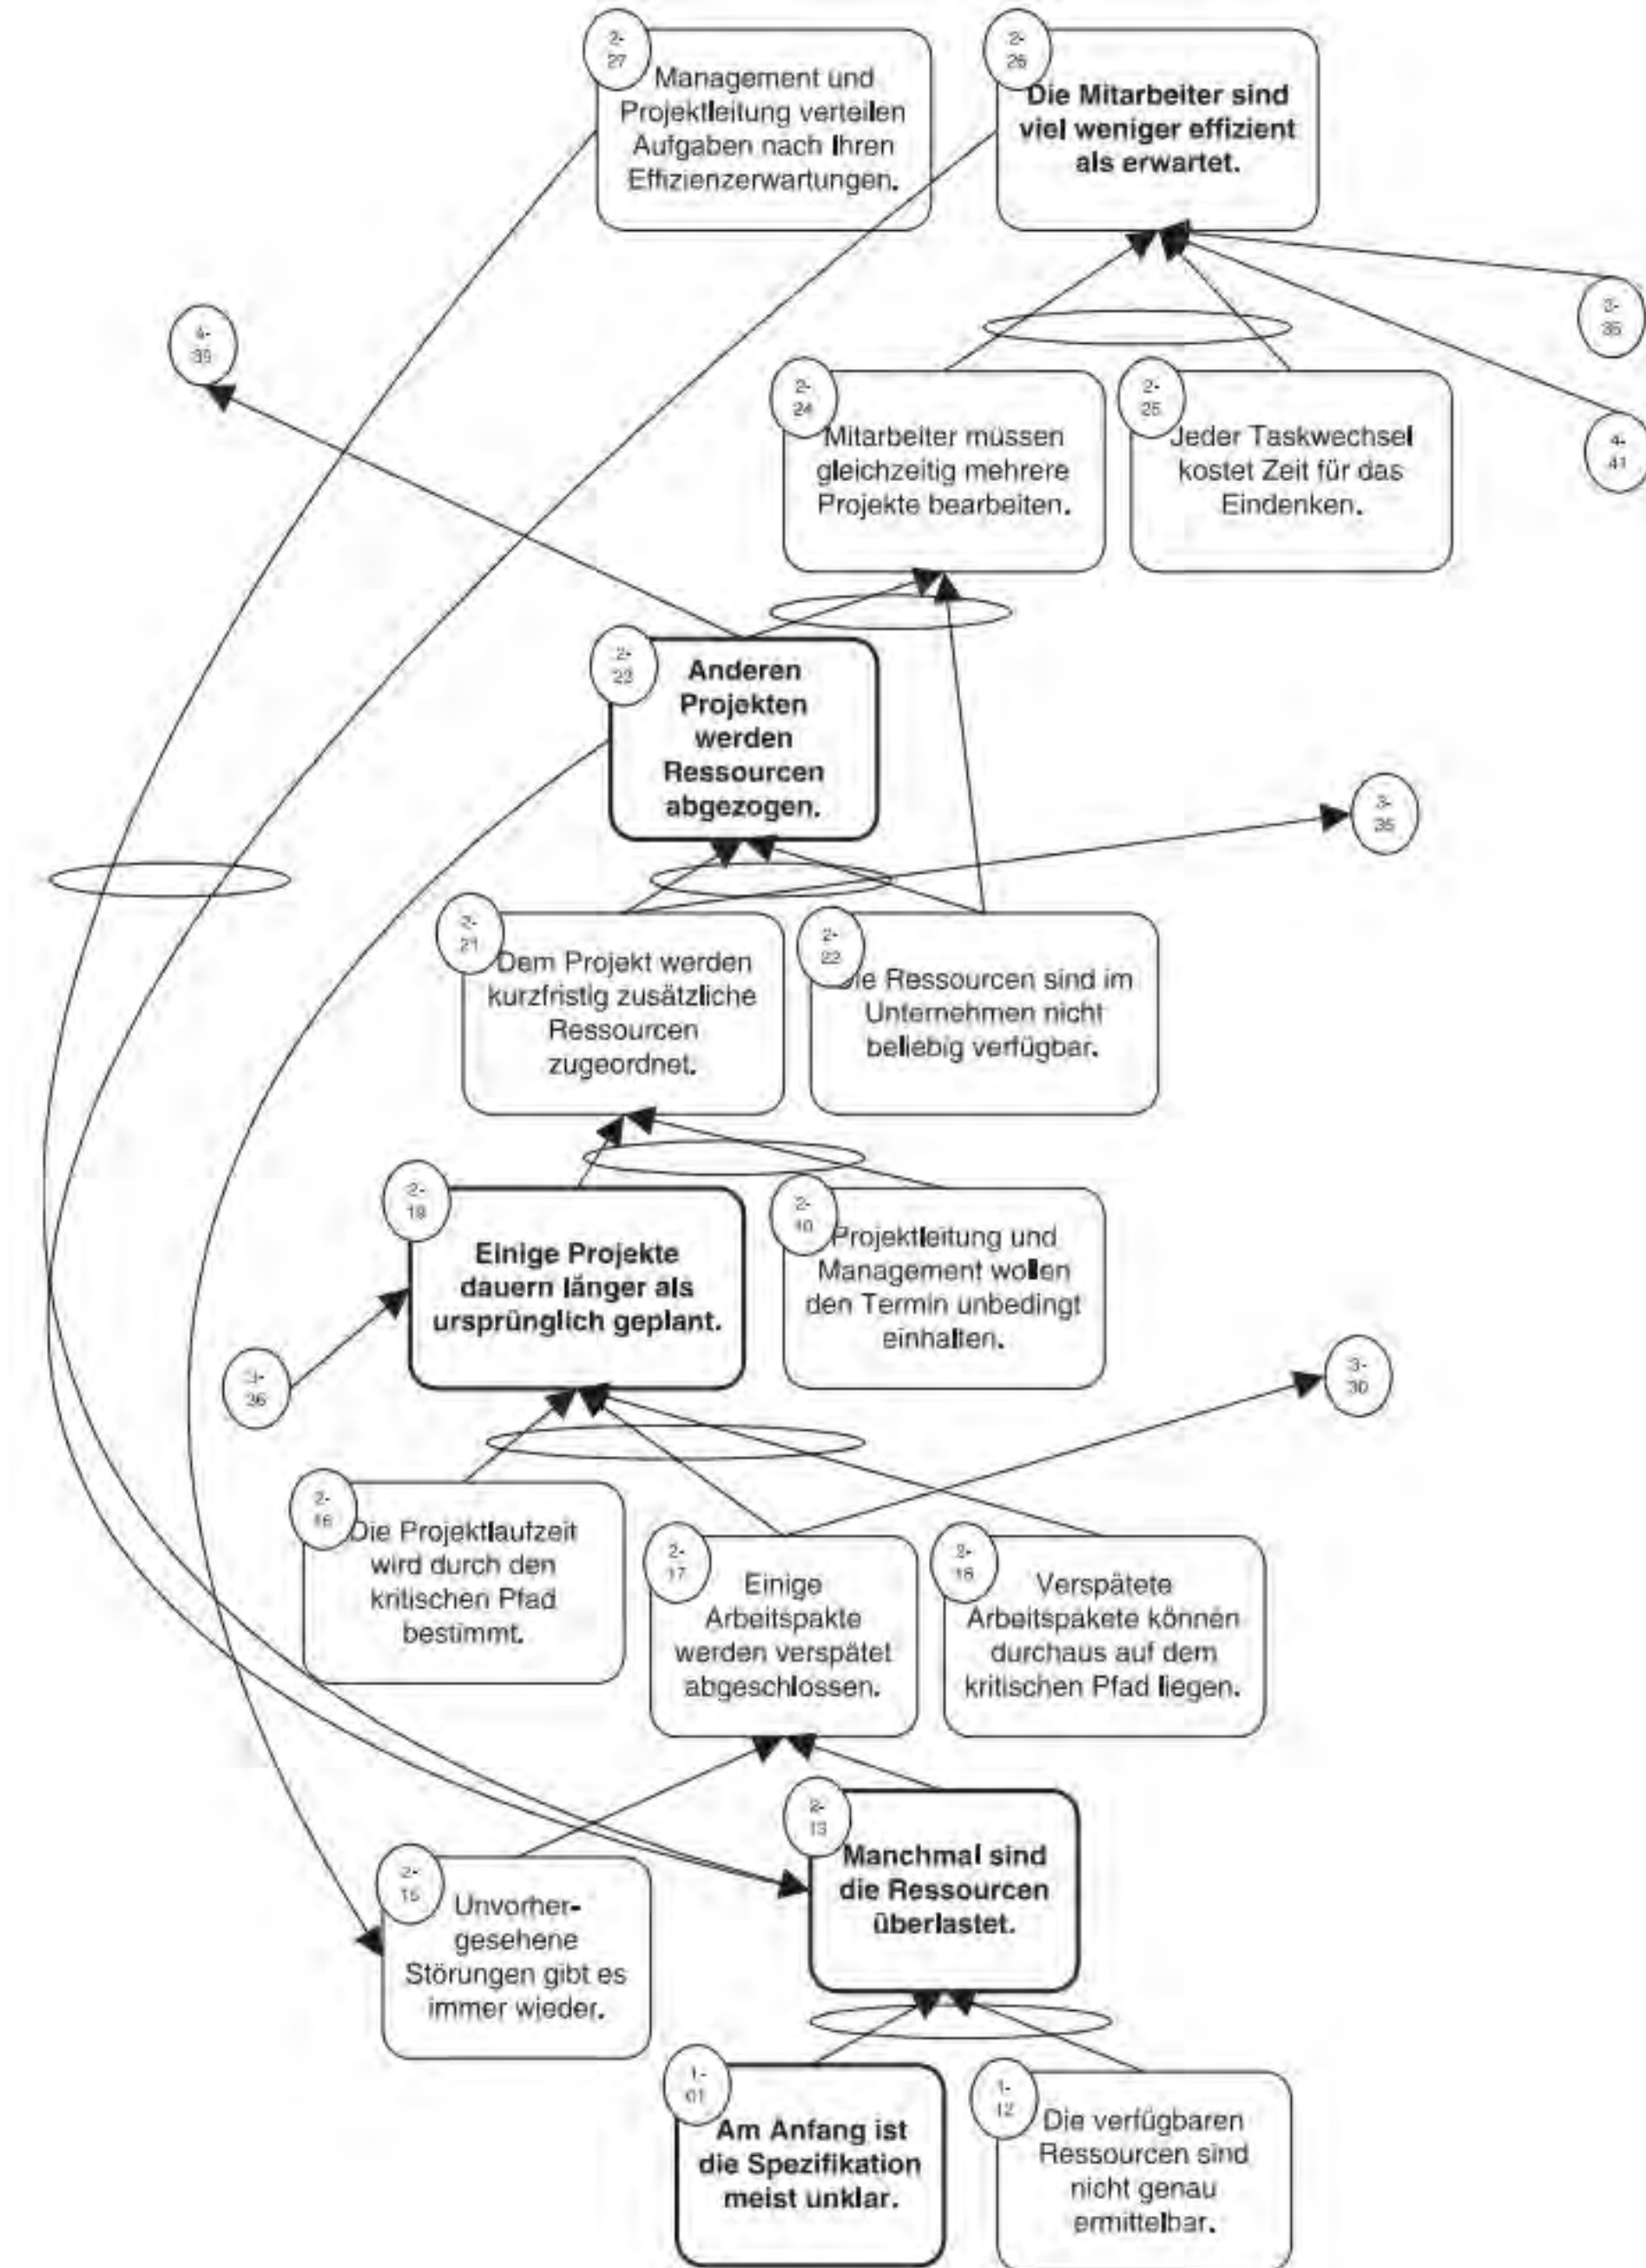 2-
27
Management und
Projektleitung verteilen
Aufgaben nach Ihren
Effizienzerwartungen.
2-
26
Die Mitarbeiter sind
viel weniger effizient
als erwartet.
4-
39
2-
24
Mitarbeiter müssen
gleichzeitig mehrere
Projekte bearbeiten.
2-
25
Jeder Taskwechsel
kostet Zeit für das
Eindenken.
4-
41
2-
23
Anderen
Projekten
werden
Ressourcen
abgezogen.
3-
35
2-
21
Dem Projekt werden
kurzfristig zusätzliche
Ressourcen
zugeordnet.
2-
22
Die Ressourcen sind im
Unternehmen nicht
beliebig verfügbar.
2-
19
Einige Projekte
dauern länger als
ursprünglich geplant.
2-
Projektleitung und
Management wollen
den Termin unbedingt
einhalten.
3-
36
3-
30
2-
16
Die Projektlaufzeit
wird durch den
kritischen Pfad
bestimmt.
2-
17
Einige
Arbeitspakte
werden verspätet
abgeschlossen.
2-
18
Verspätete
Arbeitspakete können
durchaus auf dem
kritischen Pfad liegen.
2-
15
Unvorher-
gesehene
Störungen gibt es
immer wieder.
2-
13
Manchmal sind
die Ressourcen
überlastet.
1-
01
Am Anfang ist
die Spezifikation
meist unklar.
1-
12
Die verfügbaren
Ressourcen sind
nicht genau
ermittelbar.